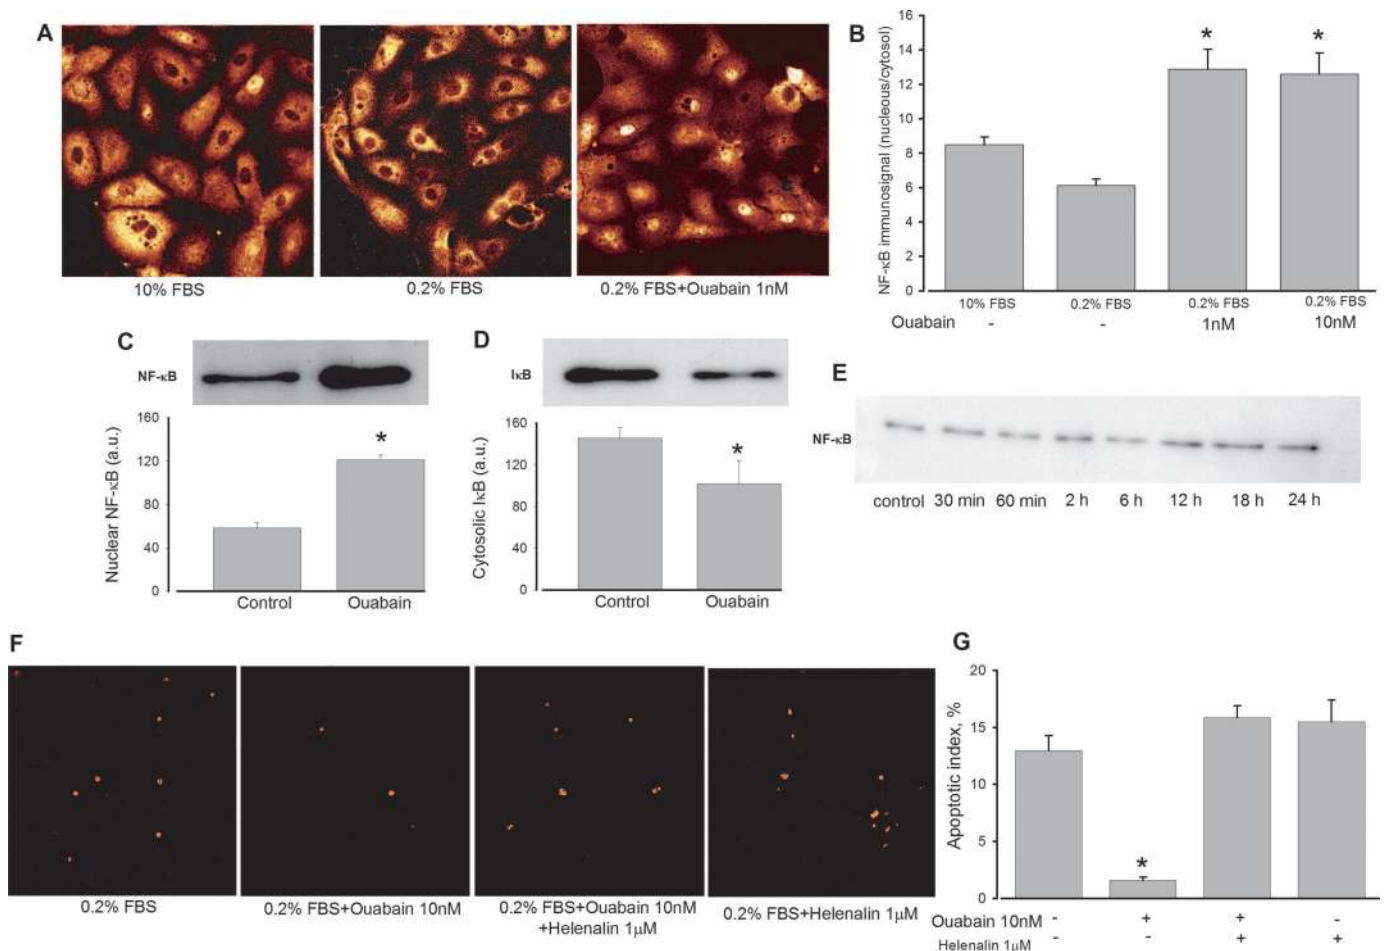 A
10% FBS
0.2% FBS
0.2% FBS+Ouabain 1nM
B
NF-κB immunosignal (nucleous/cytosol)
16
14
12
10
8
6
4
2
0
*
*
10% FBS 0.2% FBS 0.2% FBS 0.2% FBS
Ouabain - - 1nM 10nM
C
NF-κB
Nuclear NF-κB (a.u.)
160
120
80
40
0
*
Control Ouabain
D
IκB
Cytosolic IκB (a.u.)
160
120
80
40
0
*
Control Ouabain
E
NF-κB
control 30 min 60 min 2 h 6 h 12 h 18 h 24 h
F
0.2% FBS
0.2% FBS+Ouabain 10nM
0.2% FBS+Ouabain 10nM
+Helenalin 1μM
0.2% FBS+Helenalin 1μM
G
Apoptotic index, %
20
15
10
5
0
*
Ouabain 10nM - + + -
Helenalin 1μM - - + +